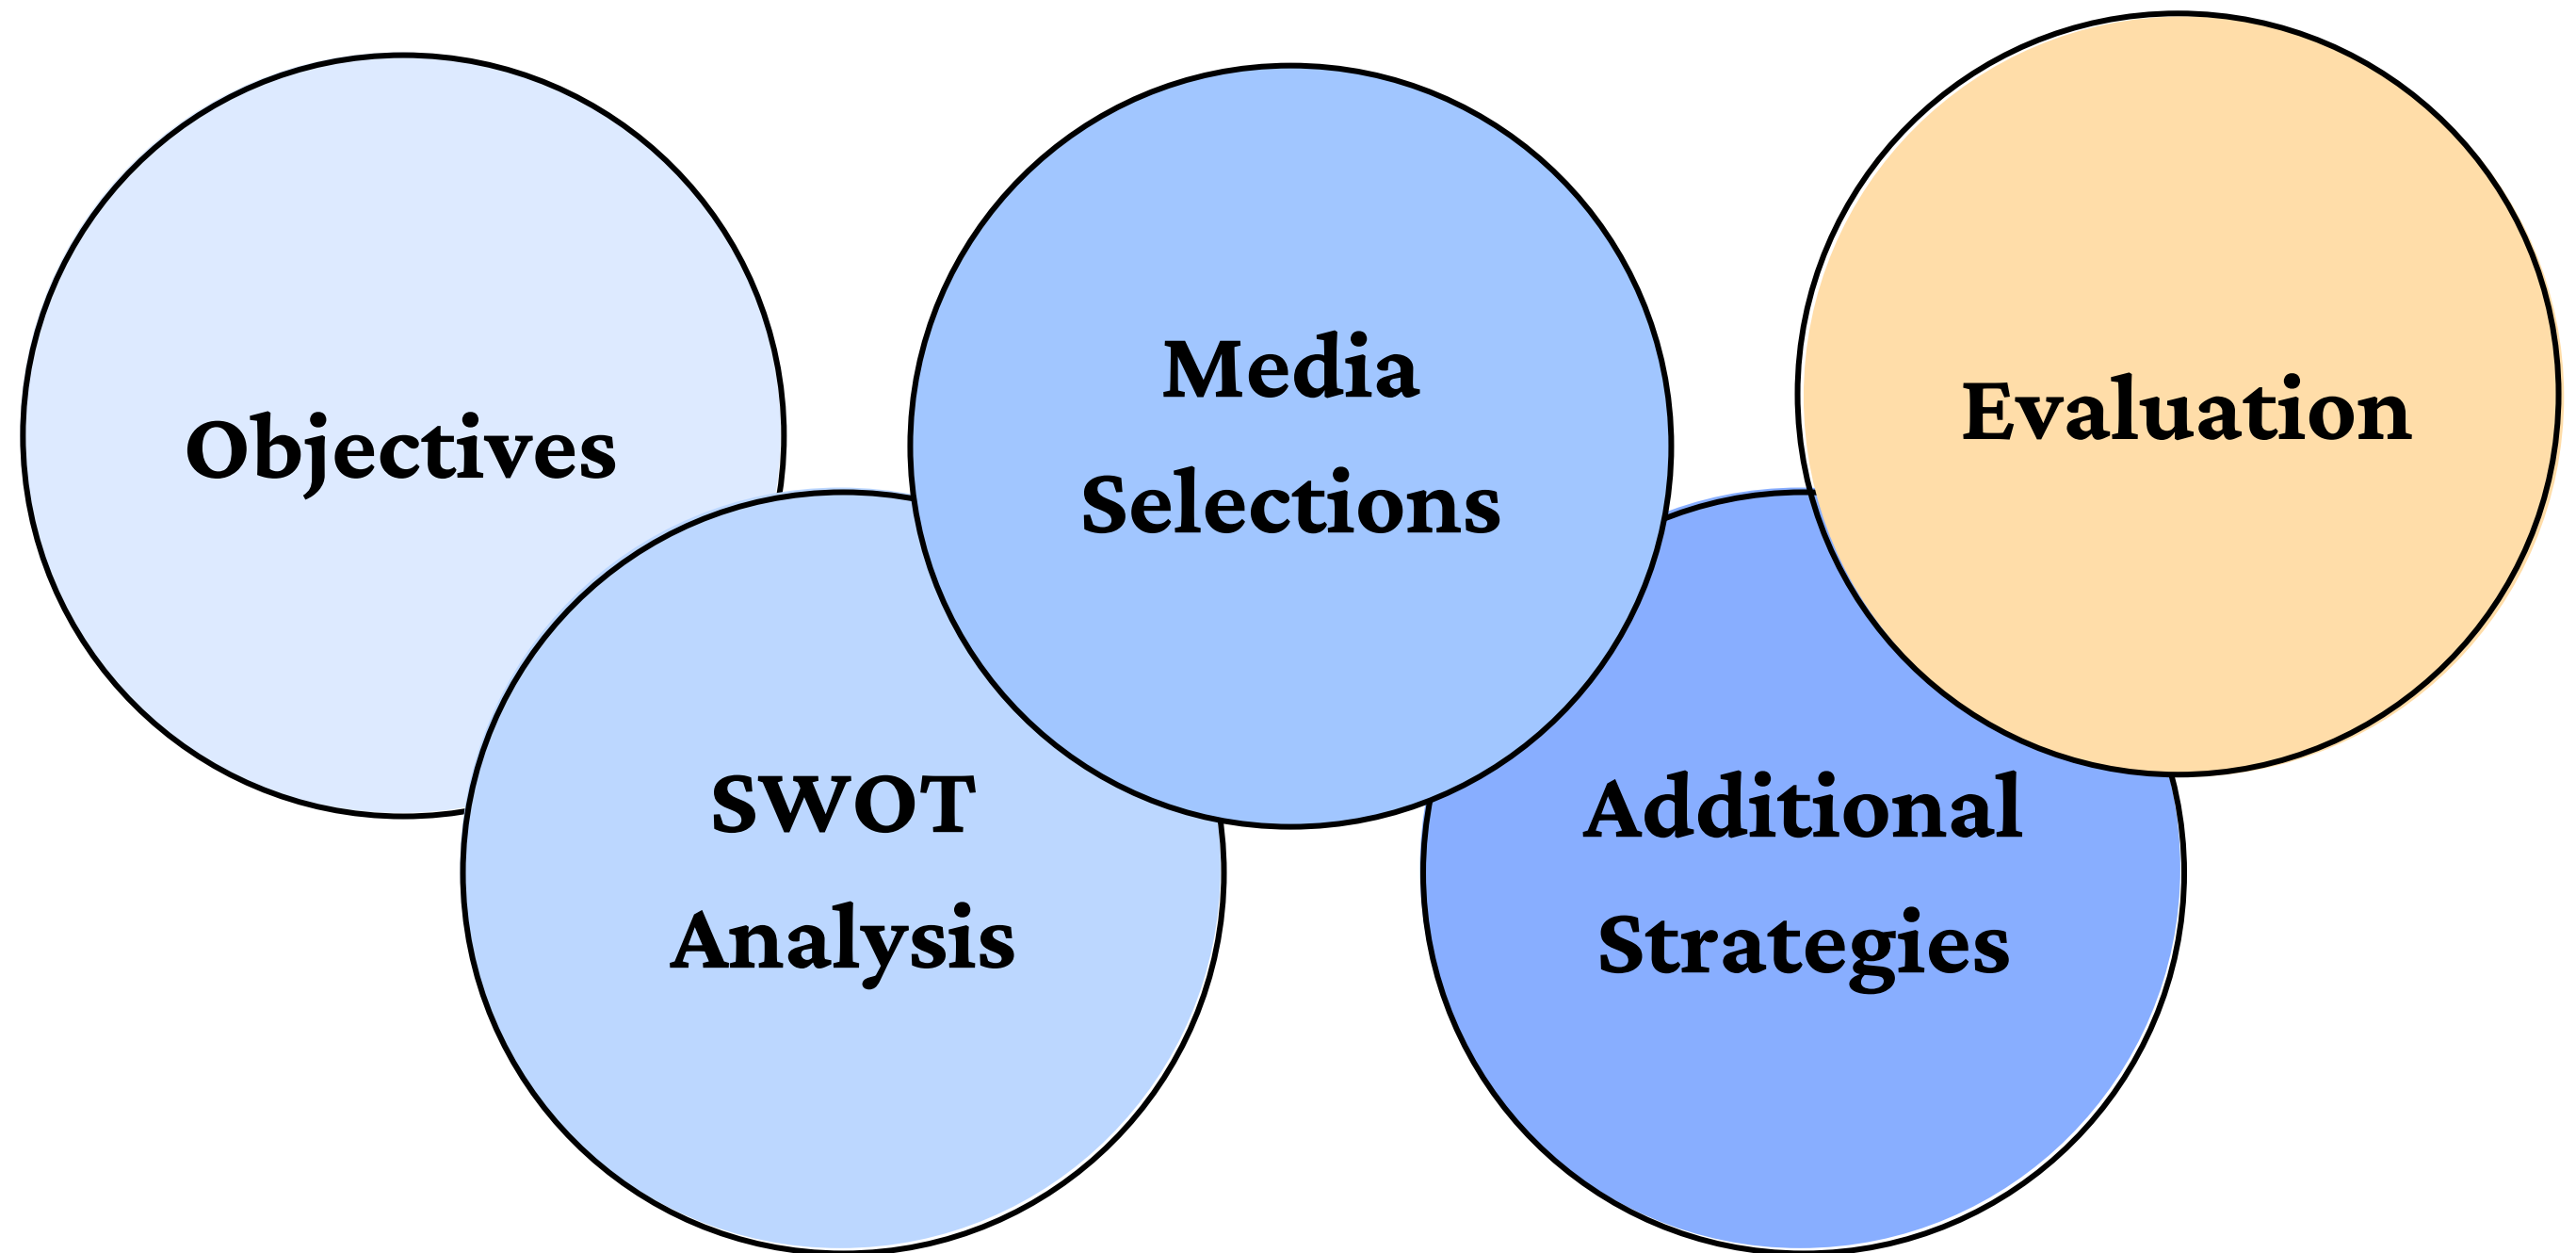 Objectives
SWOT
Analysis
Media
Selections
Additional
Strategies
Evaluation